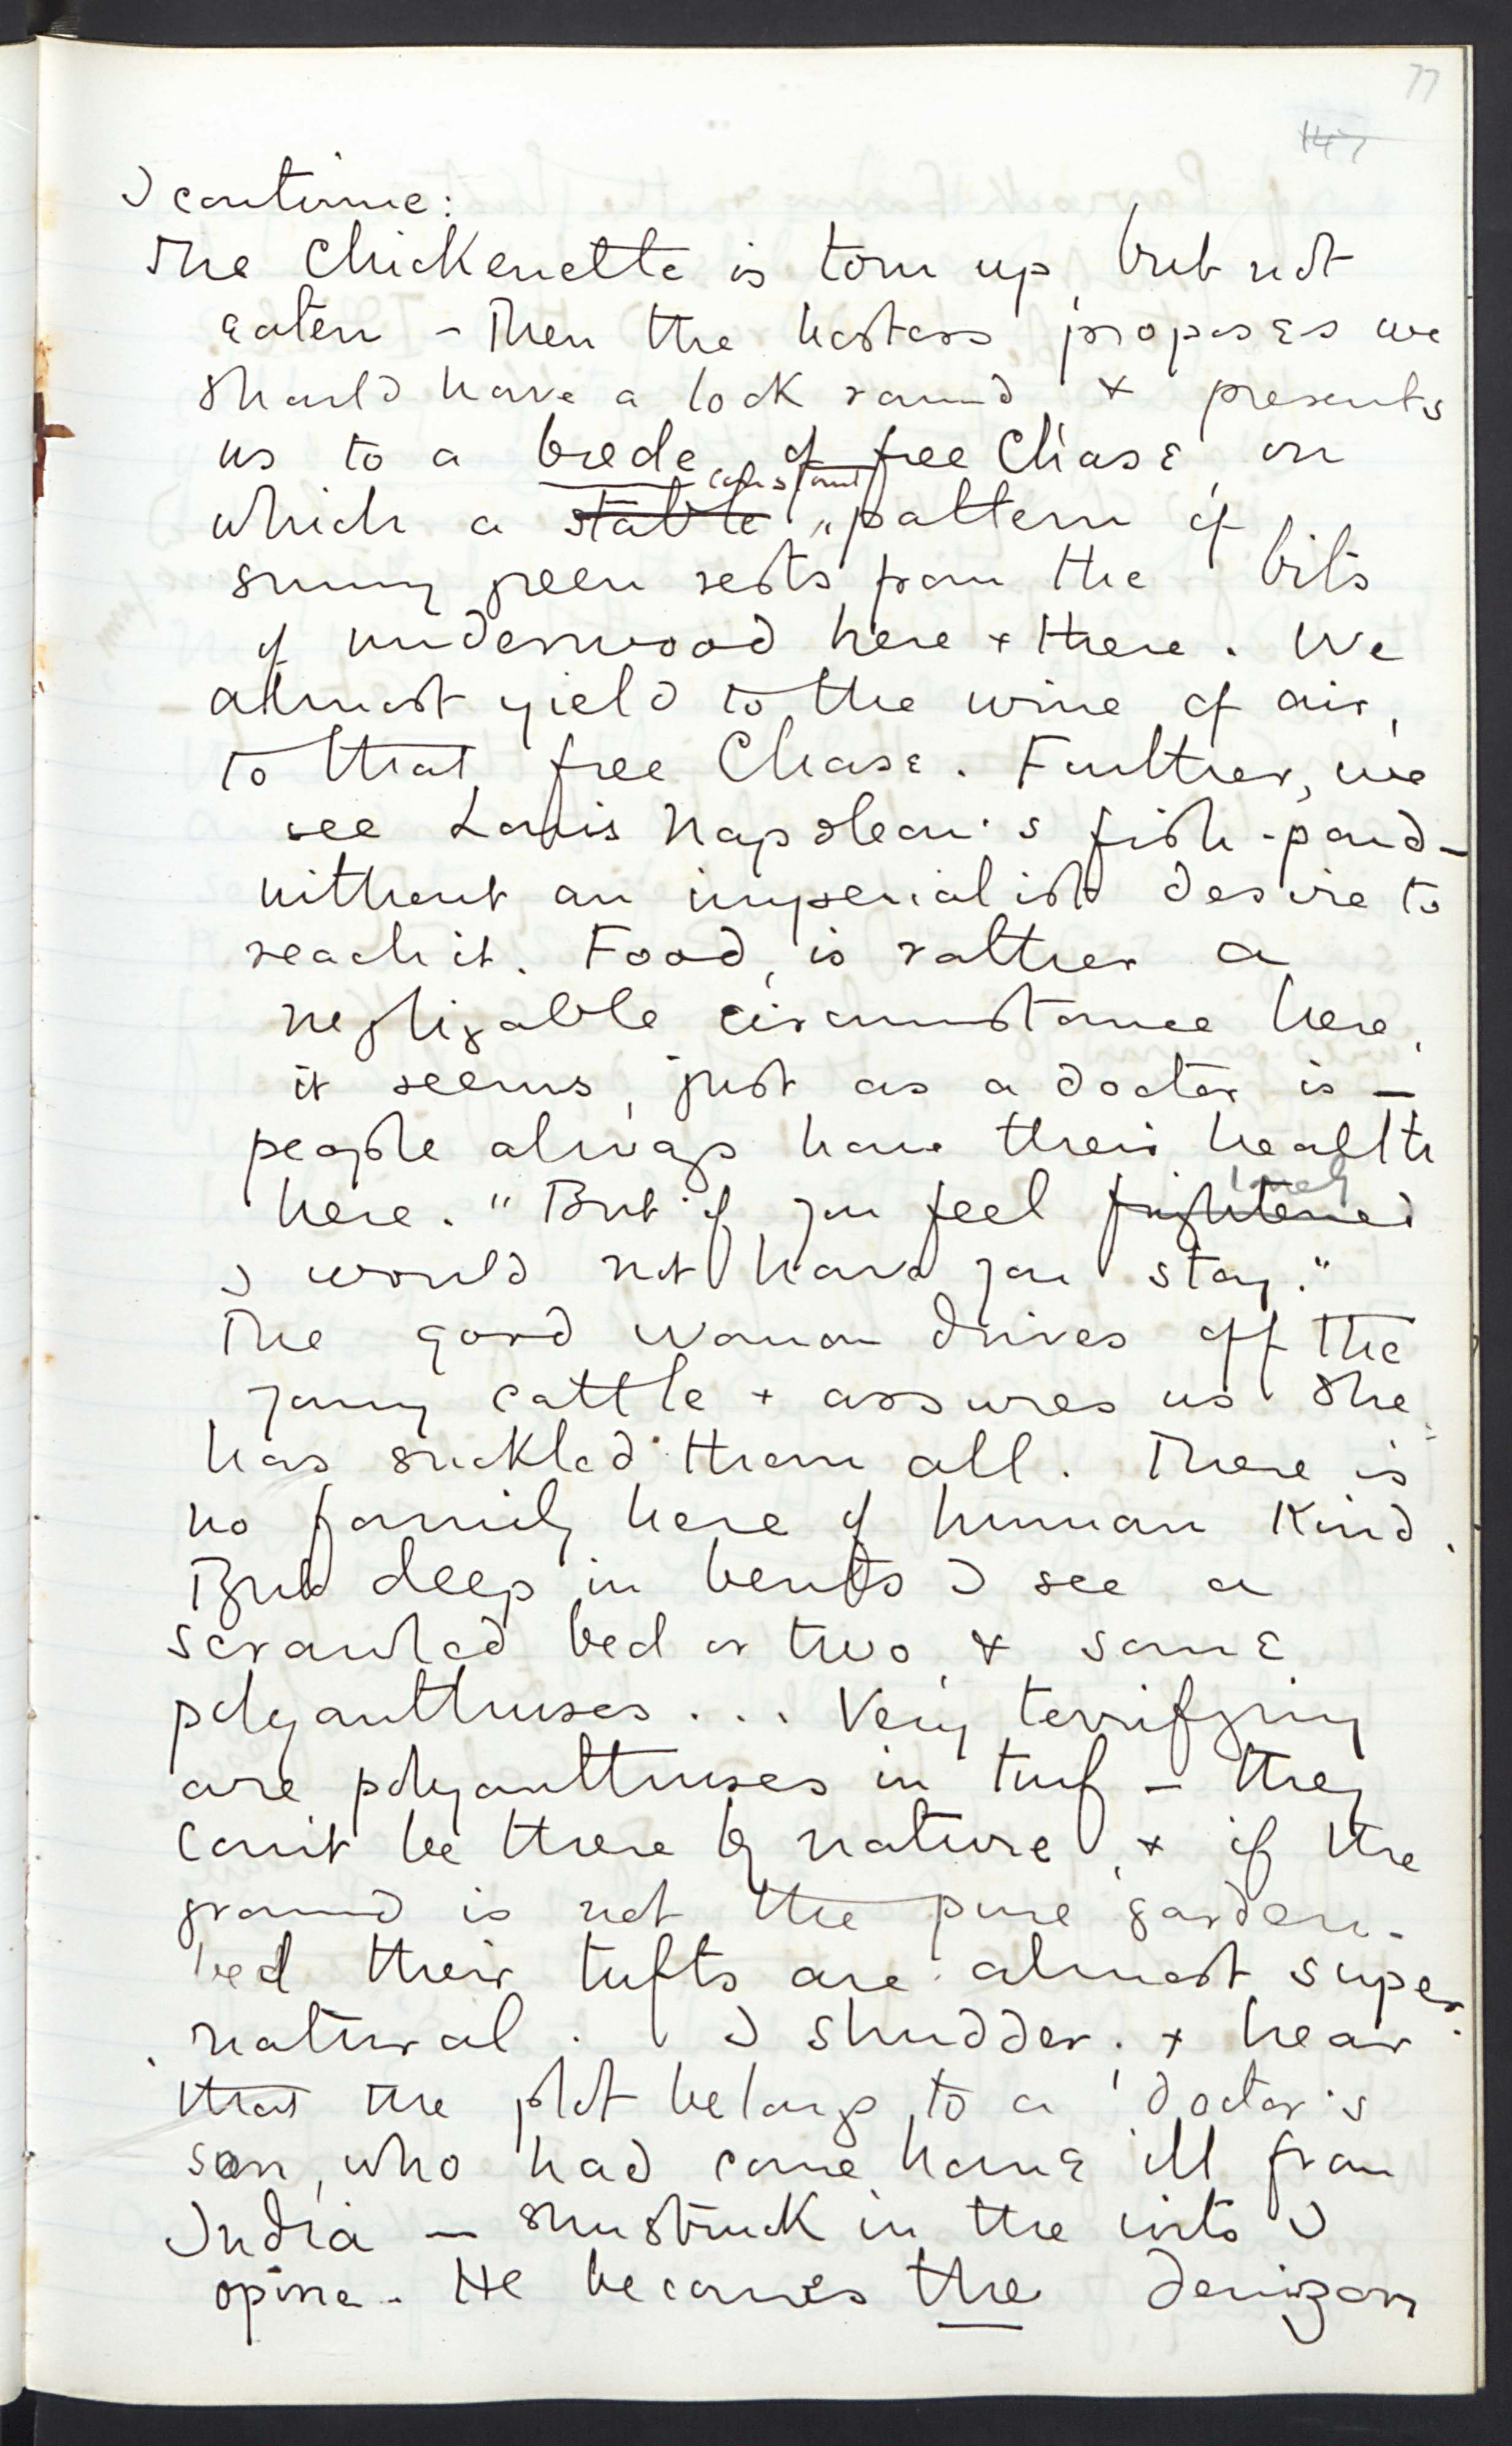 77
147
I continue:
The Chickenette is torn up, but not
eaten – Then the hostess proposes we
should have a look round & presents
us to a brede of free Chase, on
constant
which a stable " pattern of
sunny green rests from the bits
of underwood here + there. We
almost yield to the wine of air,
to that free Chase. Further, we
see Louis Napoleon's fish-pond –
without an imperialist desire to
reach it. Food, is rather a
negligable circumstance here,
it seems, just as a doctor is –
people always have their health
lonely
here. "But if you feel frightened
I would not have you stay."
The good woman drives off the
young cattle + assures us she
has suckled them all. There is
no family here of human Kind.
But deep in bents I see a
scrawled bed or two, & some
polyanthuses ... Very terrifying
are polyanthuses in turf – they
can't be there by nature, + if the
ground is not the pure garden-
bed their tufts are almost super
natural. I shudder, + hear
that the plot belongs to a doctor's
son, who had come home ill from
India – sunstruck in the wits I
opine. He becomes the denizen